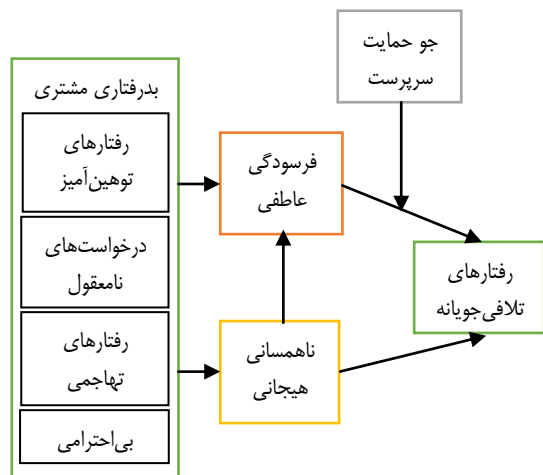 جو حمایت
سرپرست
بدرفتاری مشتری
رفتارهای
توهین‌آمیز
درخواست‌های
نامعقول
رفتارهای
تهاجمی
بی‌احترامی
فرسودگی
عاطفی
ناهمسانی
هیجانی
رفتارهای
تلافی‌جویانه